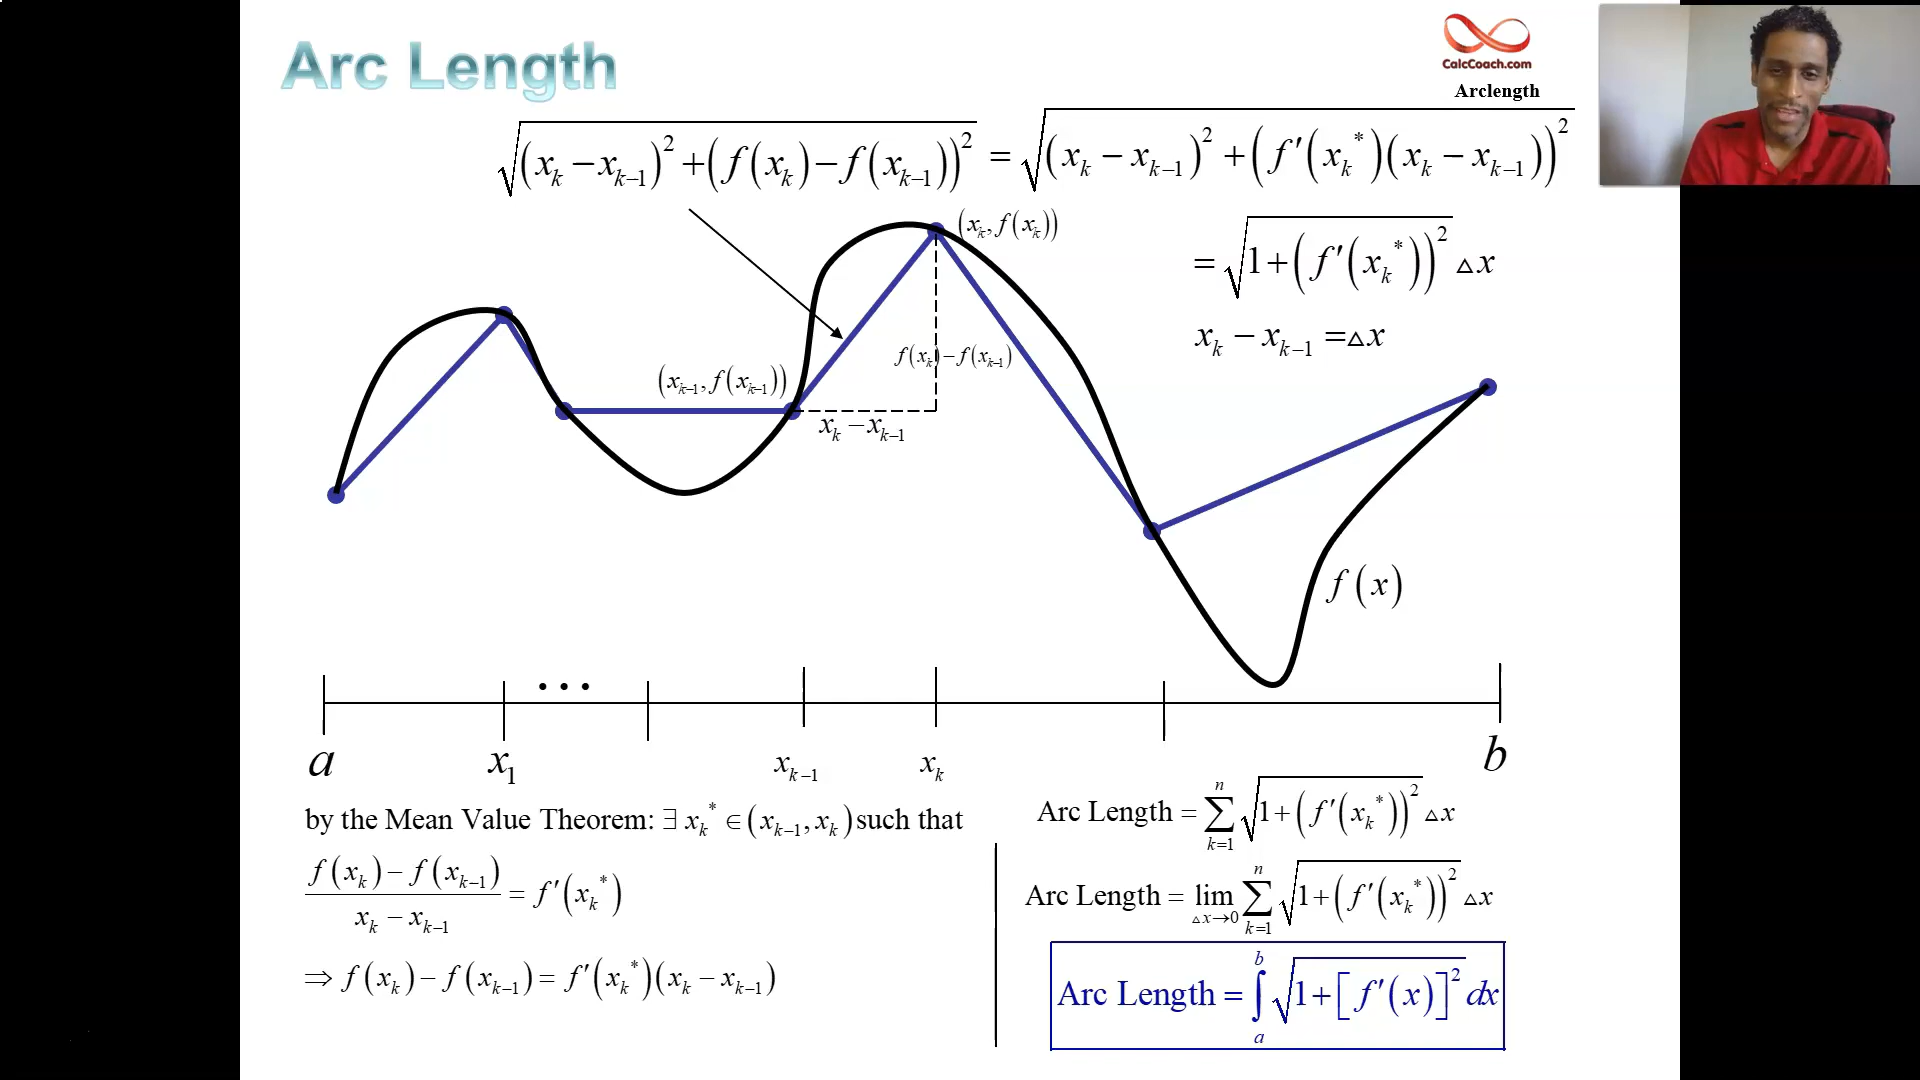 Arc Length
CalcCoach.com
Arclength
√((x_k − x_{k−1})² + (f(x_k) − f(x_{k−1}))²) = √((x_k − x_{k−1})² + (f′(x_k*)(x_k − x_{k−1}))²)
(x_k, f(x_k))
= √(1 + (f′(x_k*))²) △x
x_k − x_{k−1} = △x
f(x_k) − f(x_{k−1})
(x_{k−1}, f(x_{k−1}))
x_k − x_{k−1}
f(x)
• • •
a x_1 x_{k−1} x_k b
by the Mean Value Theorem: ∃ x_k* ∈ (x_{k−1}, x_k) such that
(f(x_k) − f(x_{k−1})) / (x_k − x_{k−1}) = f′(x_k*)
⇒ f(x_k) − f(x_{k−1}) = f′(x_k*)(x_k − x_{k−1})
Arc Length = ∑_{k=1}^{n} √(1 + (f′(x_k*))²) △x
Arc Length = lim_{△x→0} ∑_{k=1}^{n} √(1 + (f′(x_k*))²) △x
Arc Length = ∫_a^b √(1 + [f′(x)]²) dx